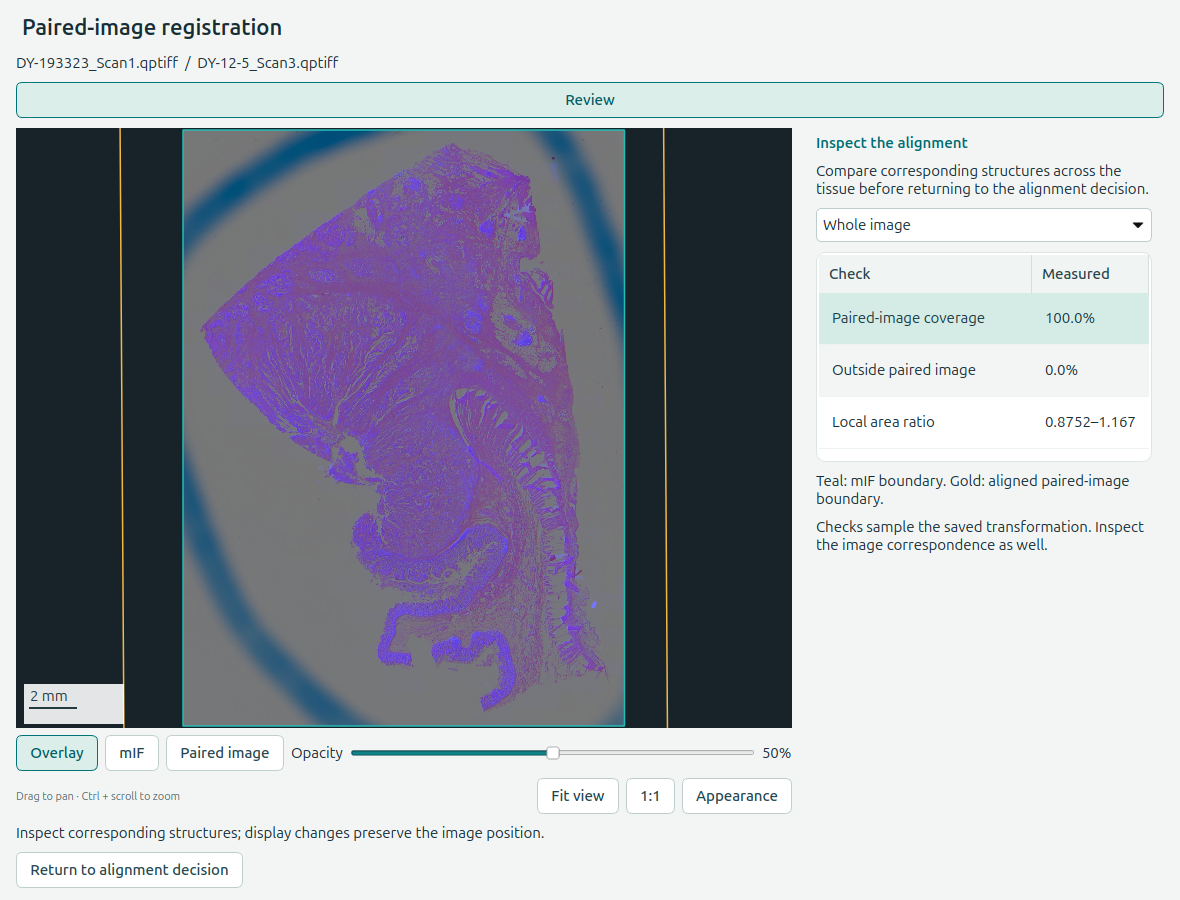 Paired-image registration
DY-193323_Scan1.qptiff / DY-12-5_Scan3.qptiff
Review
Inspect the alignment
Compare corresponding structures across the
tissue before returning to the alignment decision.
Whole image
Check Measured
Paired-image coverage 100.0%
Outside paired image 0.0%
Local area ratio 0.8752–1.167
Teal: mIF boundary. Gold: aligned paired-image
boundary.
Checks sample the saved transformation. Inspect
the image correspondence as well.
2 mm
Overlay mIF Paired image Opacity 50%
Drag to pan · Ctrl + scroll to zoom
Fit view 1:1 Appearance
Inspect corresponding structures; display changes preserve the image position.
Return to alignment decision